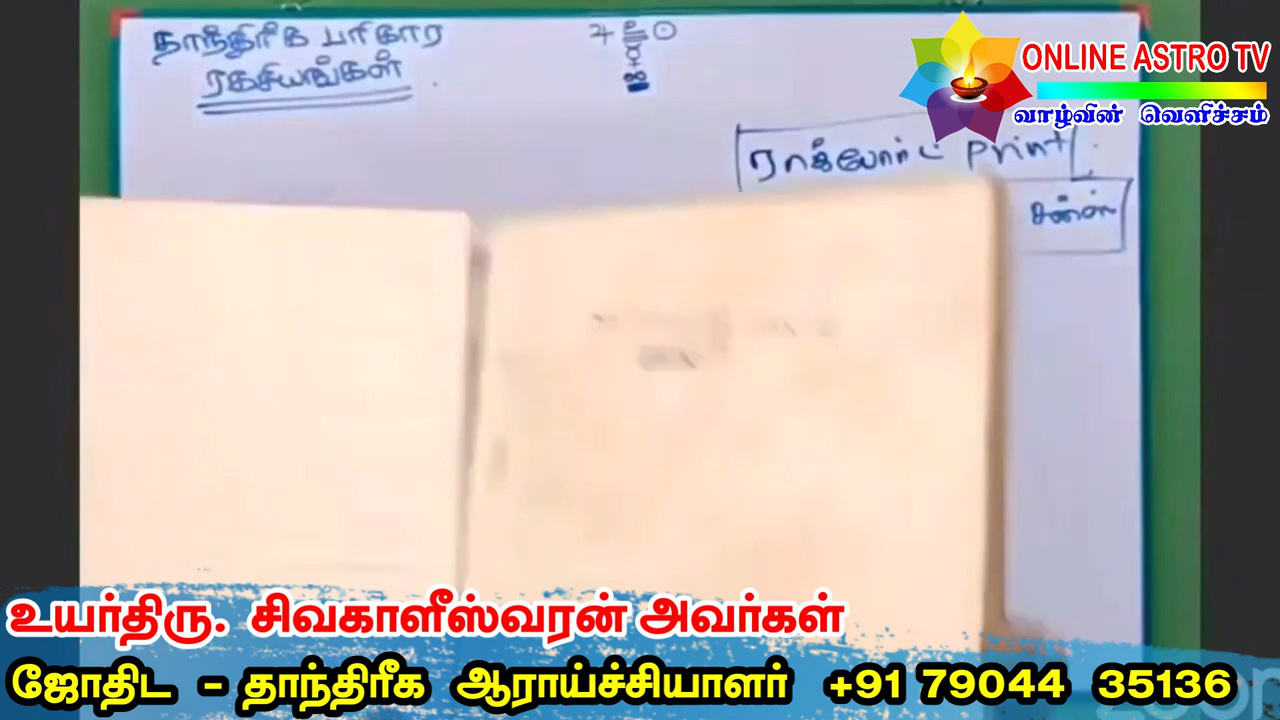 தாந்திரீக பரிகார
ரகசியங்கள்
ONLINE ASTRO TV
வாழ்வின் வெளிச்சம்
Print
உயர்திரு. சிவகாளீஸ்வரன் அவர்கள்
ஜோதிட - தாந்திரீக ஆராய்ச்சியாளர் +91 79044 35136